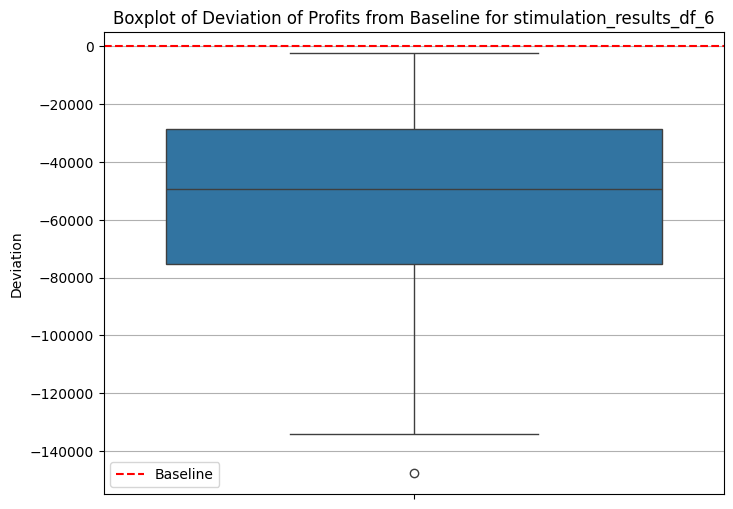 Boxplot of Deviation of Profits from Baseline for stimulation_results_df_6
0
−20000
−40000
−60000
−80000
−100000
−120000
−140000
Deviation
Baseline